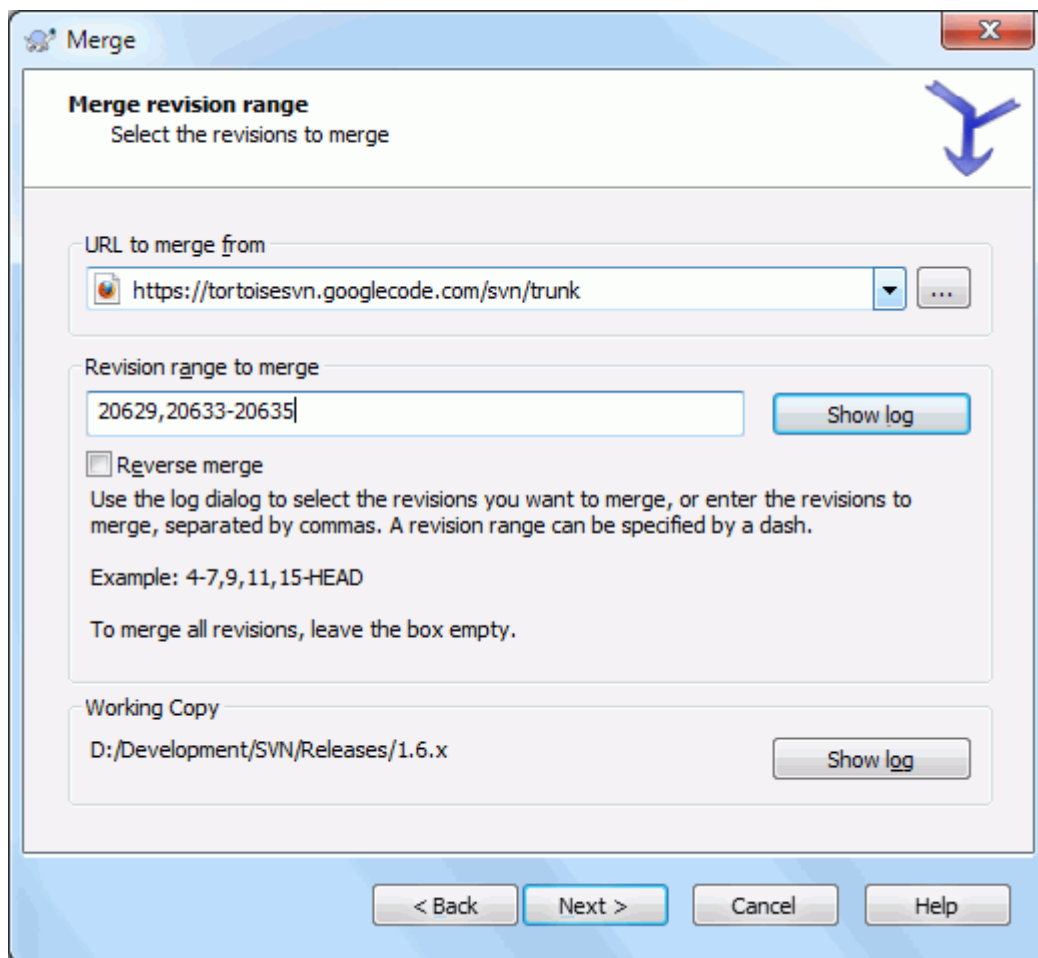 Merge
X
Merge revision range
Select the revisions to merge
URL to merge from
https://tortoisesvn.googlecode.com/svn/trunk
...
Revision range to merge
20629,20633-20635
Show log
Reverse merge
Use the log dialog to select the revisions you want to merge, or enter the revisions to
merge, separated by commas. A revision range can be specified by a dash.
Example: 4-7,9,11,15-HEAD
To merge all revisions, leave the box empty.
Working Copy
D:/Development/SVN/Releases/1.6.x
Show log
< Back
Next >
Cancel
Help